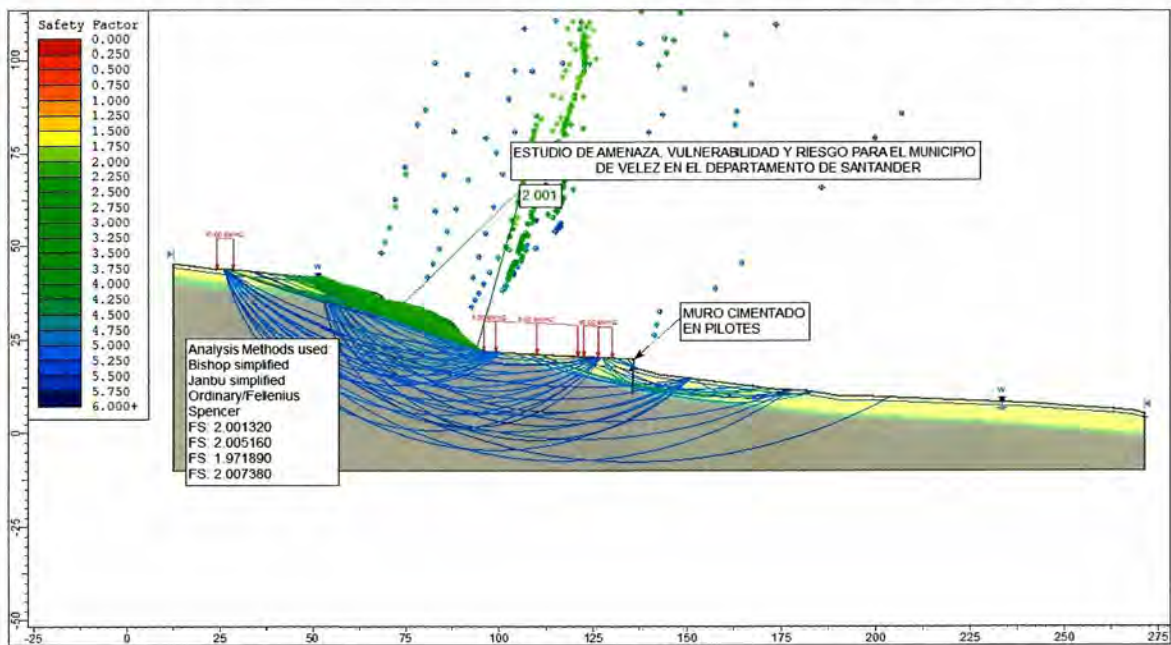 Safety Factor
0.000
0.250
0.500
0.750
1.000
1.250
1.500
1.750
2.000
2.250
2.500
2.750
3.000
3.250
3.500
3.750
4.000
4.250
4.500
4.750
5.000
5.250
5.500
5.750
6.000+
ESTUDIO DE AMENAZA, VULNERABILIDAD Y RIESGO PARA EL MUNICIPIO
DE VELEZ EN EL DEPARTAMENTO DE SANTANDER
2.001
MURO CIMENTADO
EN PILOTES
Analysis Methods used
Bishop simplified
Janbu simplified
Ordinary/Fellenius
Spencer
FS: 2.001320
FS: 2.005160
FS: 1.971890
FS: 2.007380
W
W
100
75
50
25
0
-25
-50
-25
0
25
50
75
100
125
150
175
200
225
250
275